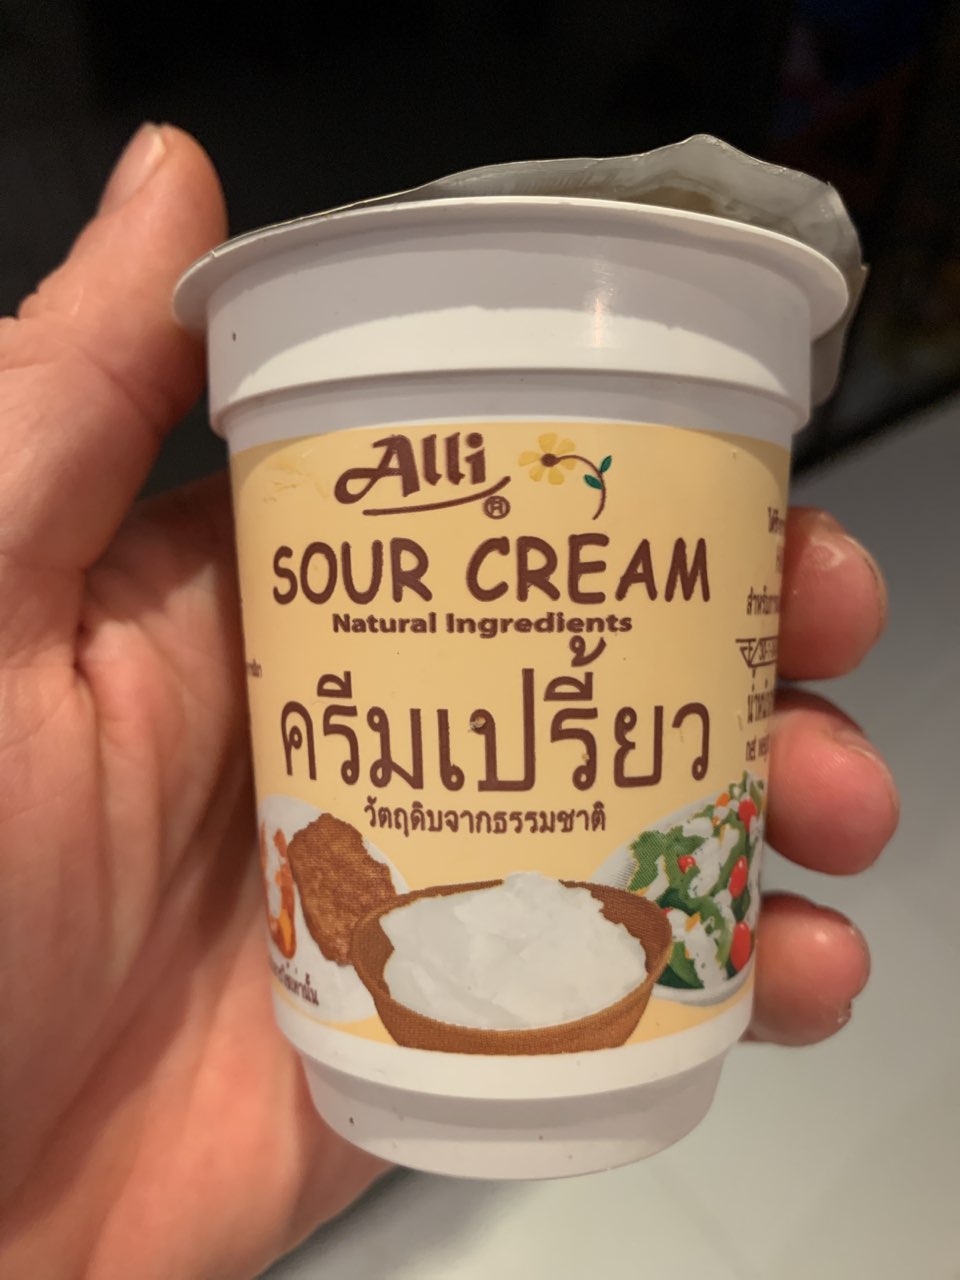 Alli
SOUR CREAM
Natural Ingredients
ครีมเปรี้ยว
วัตถุดิบจากธรรมชาติ